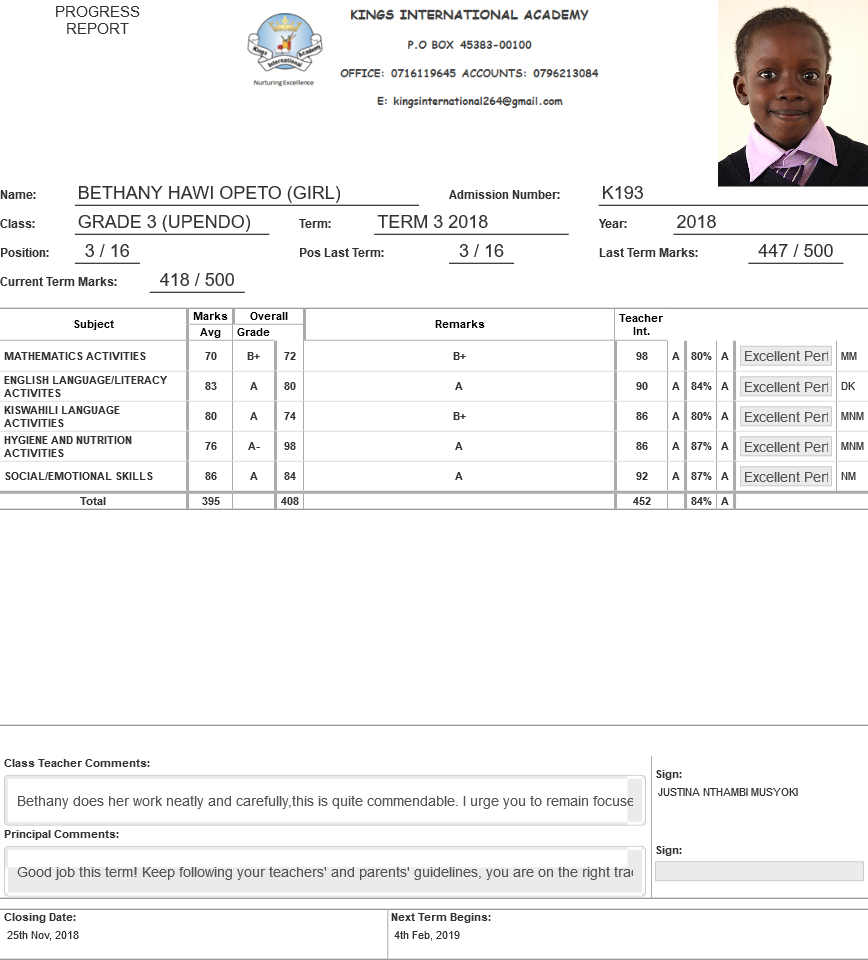 PROGRESS
REPORT
KINGS INTERNATIONAL ACADEMY
P.O BOX 45383-00100
OFFICE: 0716119645 ACCOUNTS: 0796213084
E: kingsinternational264@gmail.com
Kings International Academy
Nurturing Excellence
Name: BETHANY HAWI OPETO (GIRL) Admission Number: K193
Class: GRADE 3 (UPENDO) Term: TERM 3 2018 Year: 2018
Position: 3 / 16 Pos Last Term: 3 / 16 Last Term Marks: 447 / 500
Current Term Marks: 418 / 500
Subject Marks Overall Remarks Teacher Int.
Avg Grade
MATHEMATICS ACTIVITIES 70 B+ 72 B+ 98 A 80% A Excellent Perf MM
ENGLISH LANGUAGE/LITERACY ACTIVITES 83 A 80 A 90 A 84% A Excellent Perf DK
KISWAHILI LANGUAGE ACTIVITIES 80 A 74 B+ 86 A 80% A Excellent Perf MNM
HYGIENE AND NUTRITION ACTIVITIES 76 A- 98 A 86 A 87% A Excellent Perf MNM
SOCIAL/EMOTIONAL SKILLS 86 A 84 A 92 A 87% A Excellent Perf NM
Total 395 408 452 84% A
Class Teacher Comments:
Bethany does her work neatly and carefully,this is quite commendable. I urge you to remain focuse
Sign:
JUSTINA NTHAMBI MUSYOKI
Principal Comments:
Good job this term! Keep following your teachers' and parents' guidelines, you are on the right tra
Sign:
Closing Date: Next Term Begins:
25th Nov, 2018 4th Feb, 2019